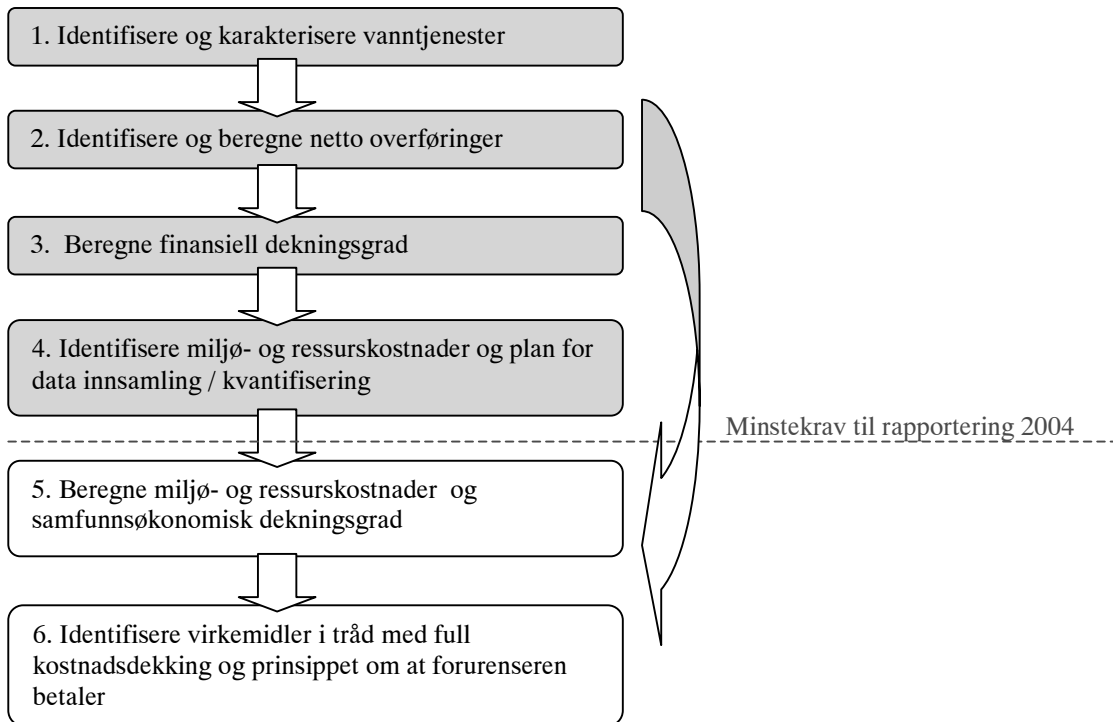 1. Identifisere og karakterisere vanntjenester
2. Identifisere og beregne netto overføringer
3. Beregne finansiell dekningsgrad
4. Identifisere miljø- og ressurskostnader og plan for
data innsamling / kvantifisering
Minstekrav til rapportering 2004
5. Beregne miljø- og ressurskostnader og
samfunnsøkonomisk dekningsgrad
6. Identifisere virkemidler i tråd med full
kostnadsdekking og prinsippet om at forurenseren
betaler